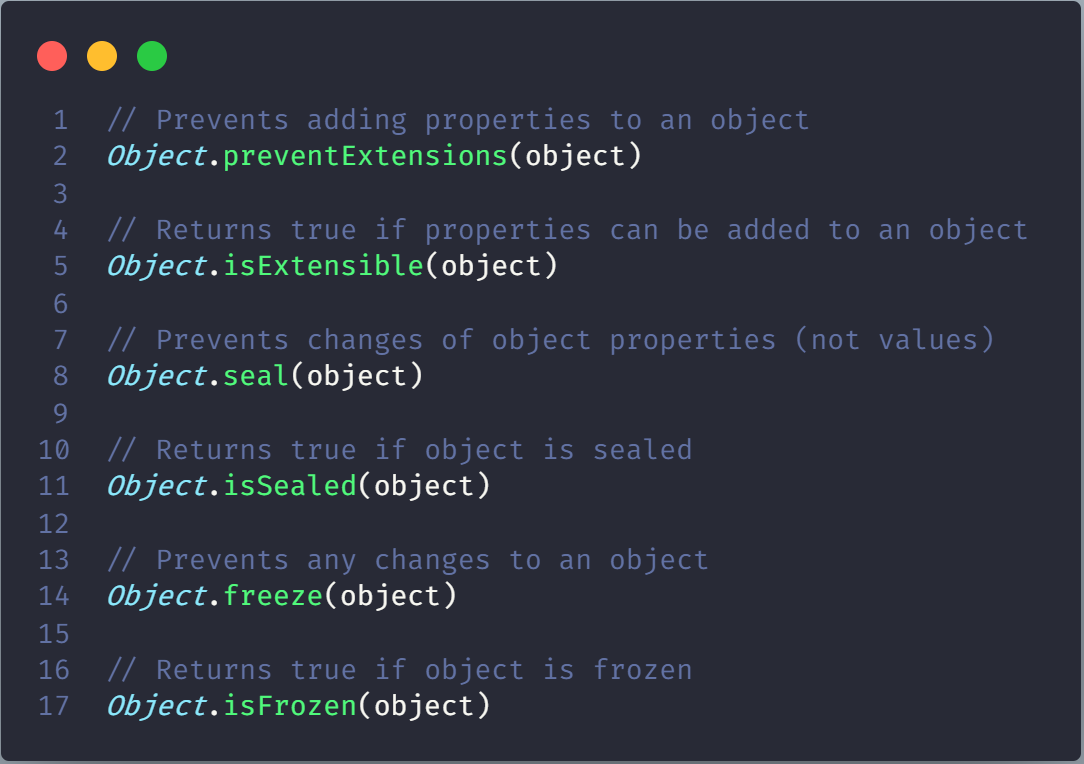 1 // Prevents adding properties to an object
2 Object.preventExtensions(object)
3
4 // Returns true if properties can be added to an object
5 Object.isExtensible(object)
6
7 // Prevents changes of object properties (not values)
8 Object.seal(object)
9
10 // Returns true if object is sealed
11 Object.isSealed(object)
12
13 // Prevents any changes to an object
14 Object.freeze(object)
15
16 // Returns true if object is frozen
17 Object.isFrozen(object)